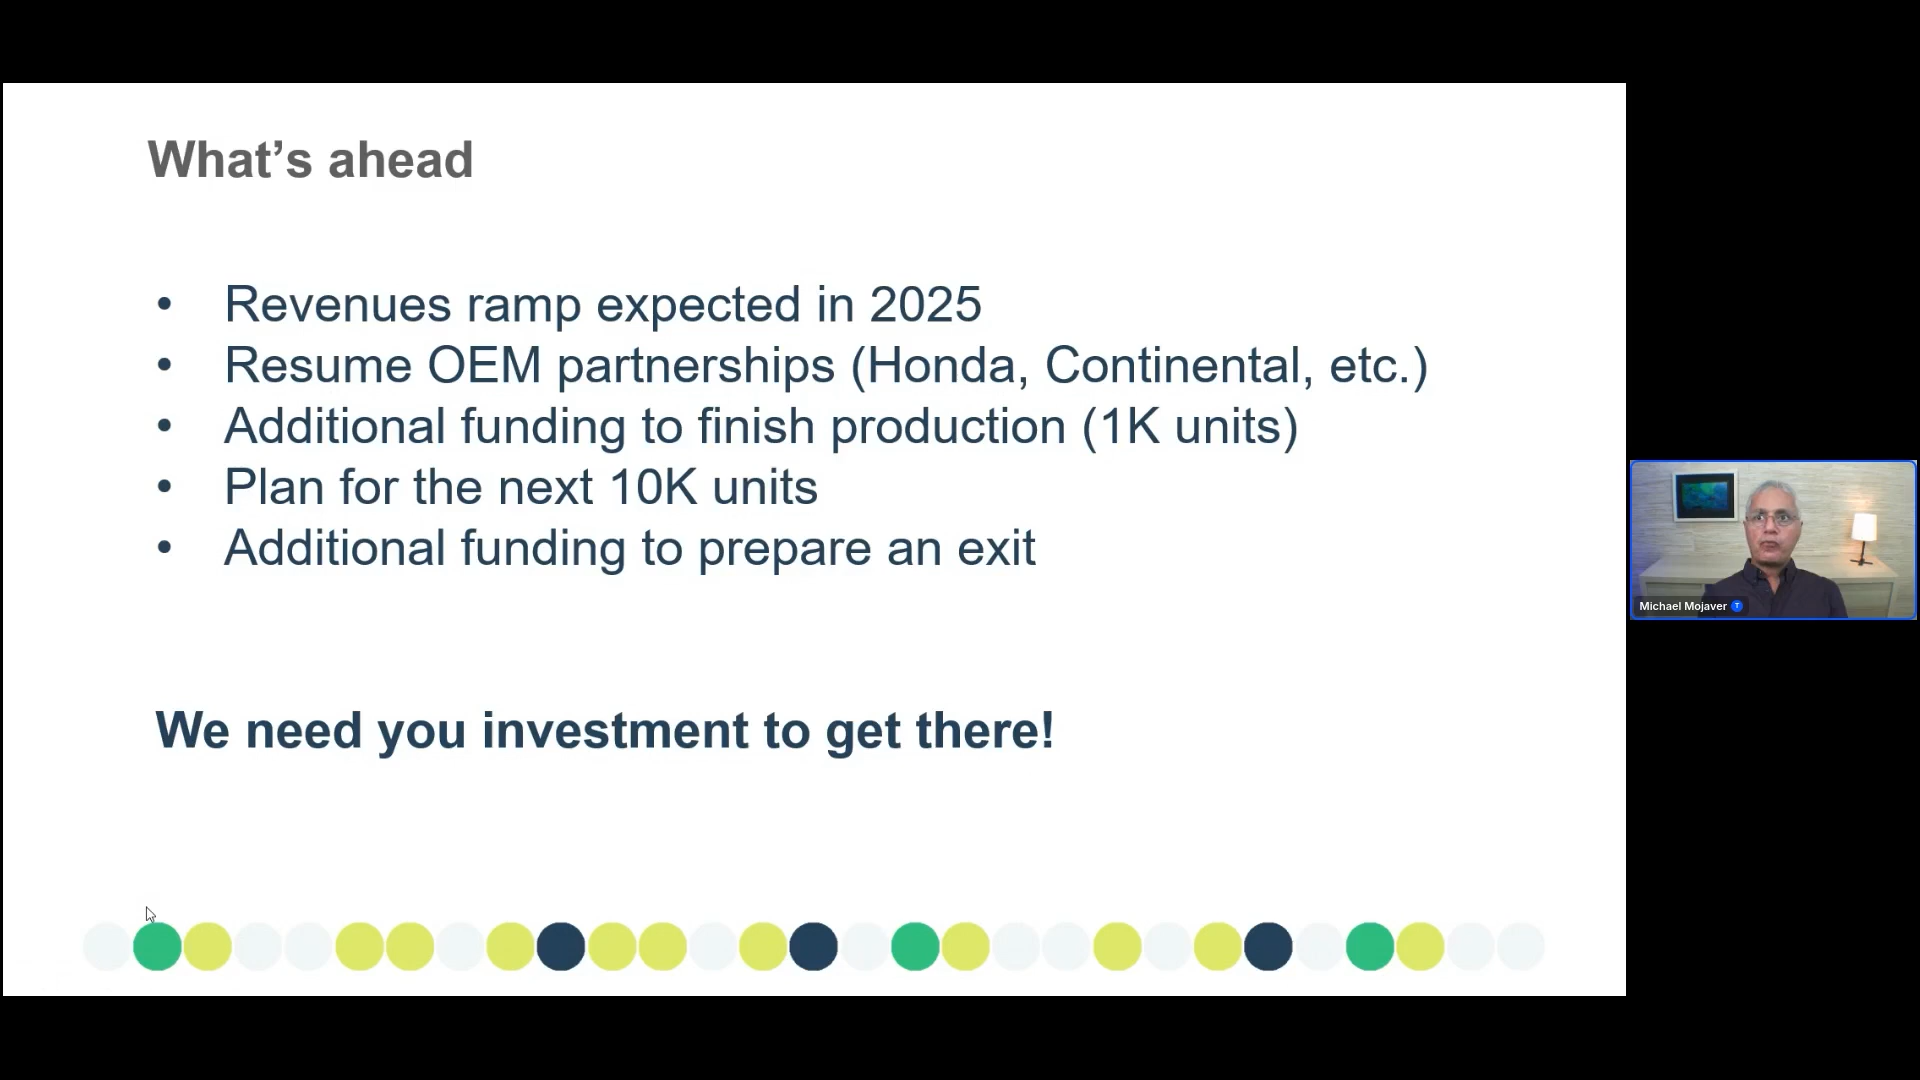 What’s ahead
• Revenues ramp expected in 2025
• Resume OEM partnerships (Honda, Continental, etc.)
• Additional funding to finish production (1K units)
• Plan for the next 10K units
• Additional funding to prepare an exit
We need you investment to get there!
Michael Mojaver T